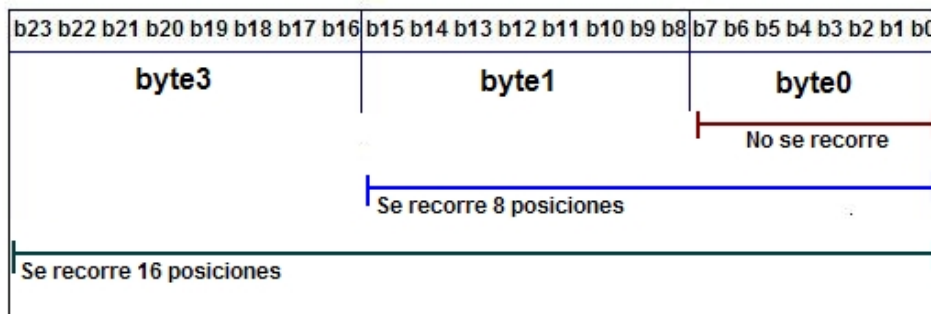 b23 b22 b21 b20 b19 b18 b17 b16 b15 b14 b13 b12 b11 b10 b9 b8 b7 b6 b5 b4 b3 b2 b1 b0
byte3 byte1 byte0
No se recorre
Se recorre 8 posiciones
Se recorre 16 posiciones